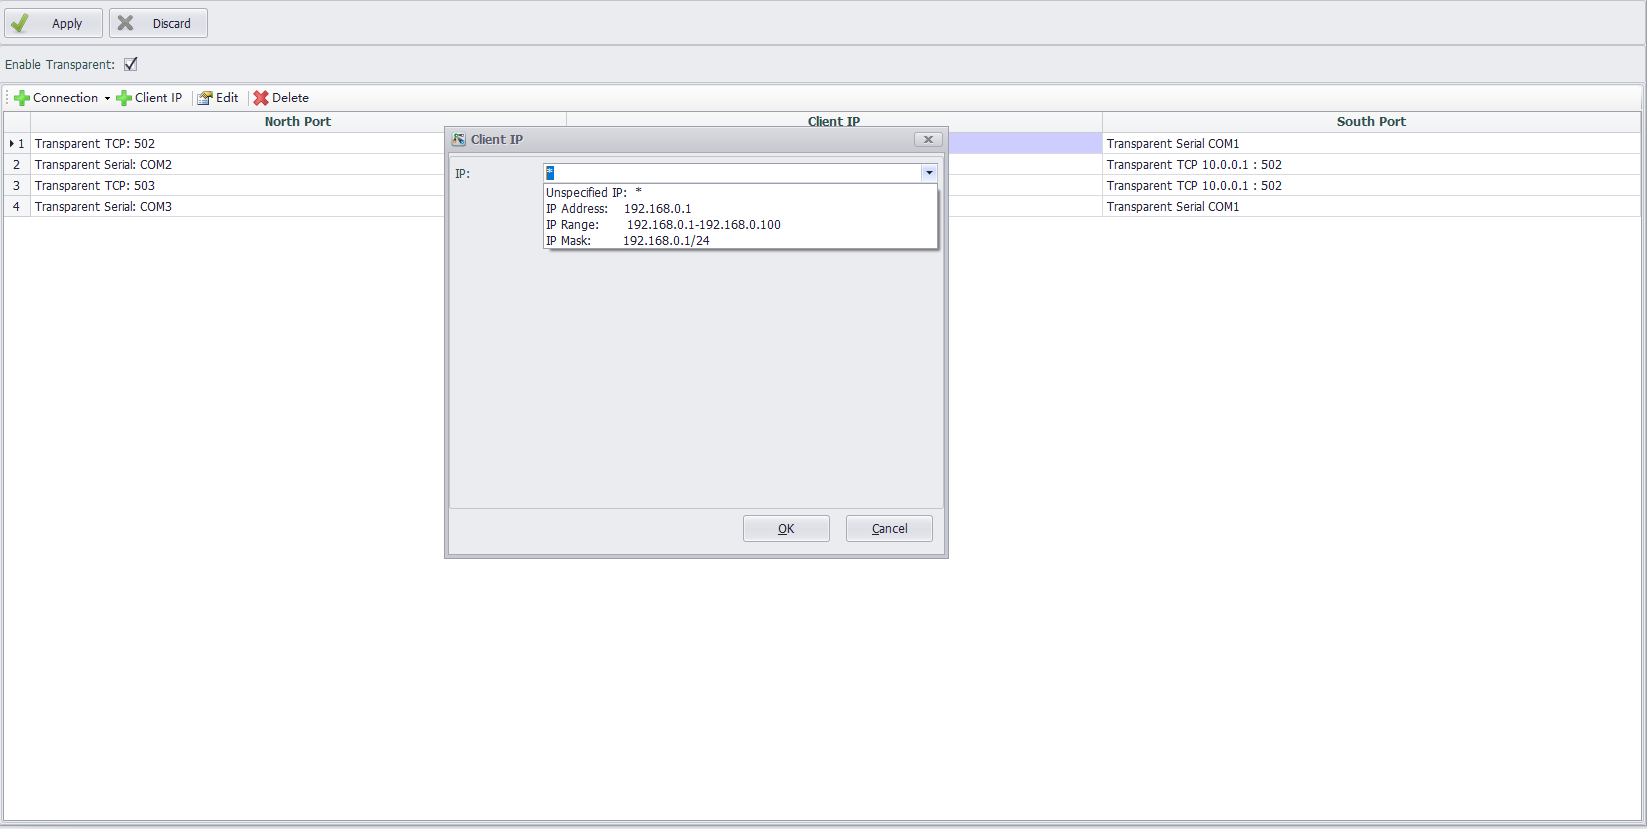 Apply Discard
Enable Transparent:
Connection Client IP Edit Delete
North Port Client IP South Port
1 Transparent TCP: 502 Transparent Serial COM1
2 Transparent Serial: COM2 Transparent TCP 10.0.0.1 : 502
3 Transparent TCP: 503 Transparent TCP 10.0.0.1 : 502
4 Transparent Serial: COM3 Transparent Serial COM1
Client IP
IP: *
Unspecified IP: *
IP Address: 192.168.0.1
IP Range: 192.168.0.1-192.168.0.100
IP Mask: 192.168.0.1/24
OK Cancel